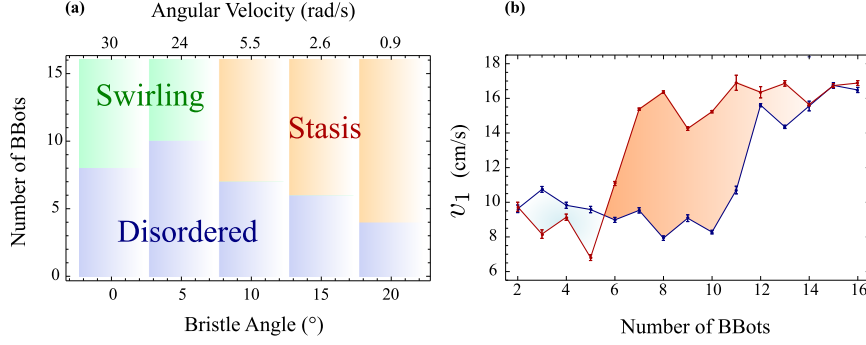 (a)
Angular Velocity (rad/s)
30 24 5.5 2.6 0.9
Number of BBots
15
10
5
0
Swirling
Stasis
Disordered
0 5 10 15 20
Bristle Angle (°)
(b)
v₁ (cm/s)
18
16
14
12
10
8
6
2 4 6 8 10 12 14 16
Number of BBots